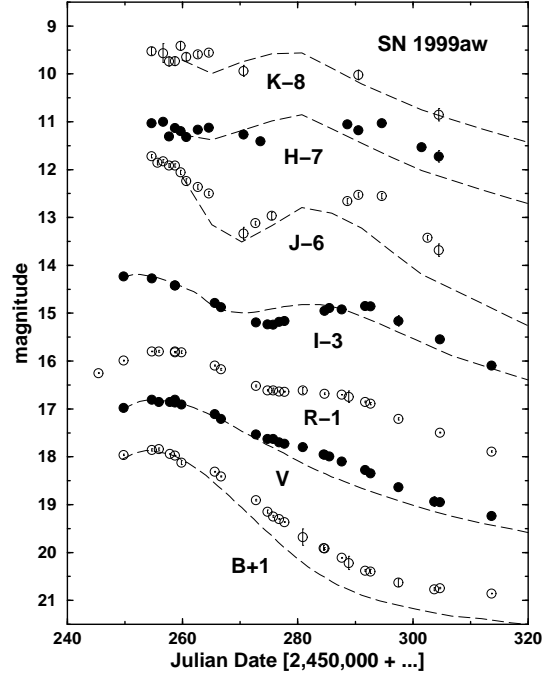 SN 1999aw
K−8
H−7
J−6
I−3
R−1
V
B+1
magnitude
9
10
11
12
13
14
15
16
17
18
19
20
21
240
260
280
300
320
Julian Date [2,450,000 + ...]